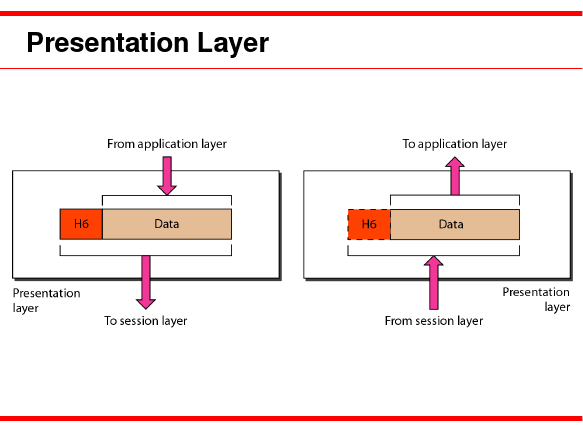 Presentation Layer
From application layer
To application layer
H6
Data
H6
Data
Presentation
layer
Presentation
layer
To session layer
From session layer